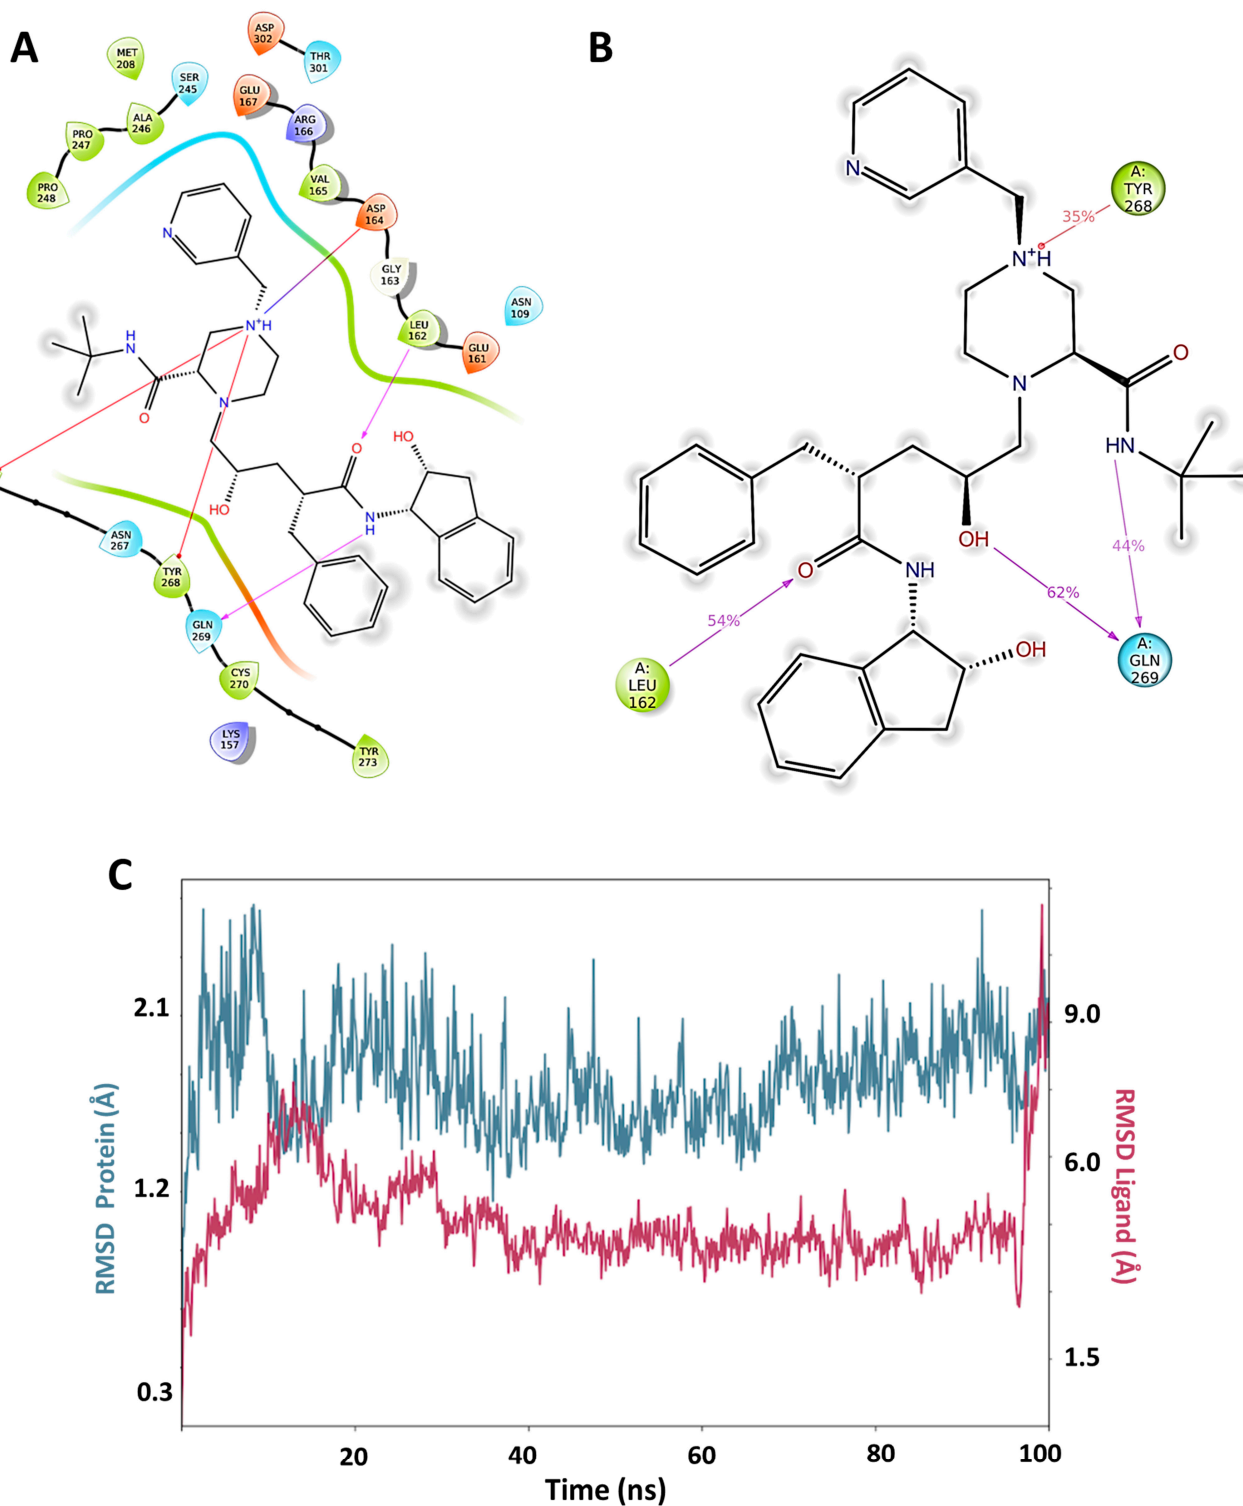 A
MET
208
SER
245
ALA
246
PRO
247
PRO
248
ASP
302
THR
301
GLU
167
ARG
166
VAL
165
ASP
164
GLY
163
LEU
162
GLU
161
ASN
109
N
N⁺H
H
N
O
N
HO
O
HO
N
H
ASN
267
TYR
268
GLN
269
CYS
270
LYS
157
TYR
273
B
N
N⁺H
35%
A:
TYR
268
N
O
HN
OH
O
NH
OH
54%
62%
44%
A:
LEU
162
A:
GLN
269
C
RMSD Protein (Å)
2.1
1.2
0.3
RMSD Ligand (Å)
9.0
6.0
1.5
20
40
60
80
100
Time (ns)